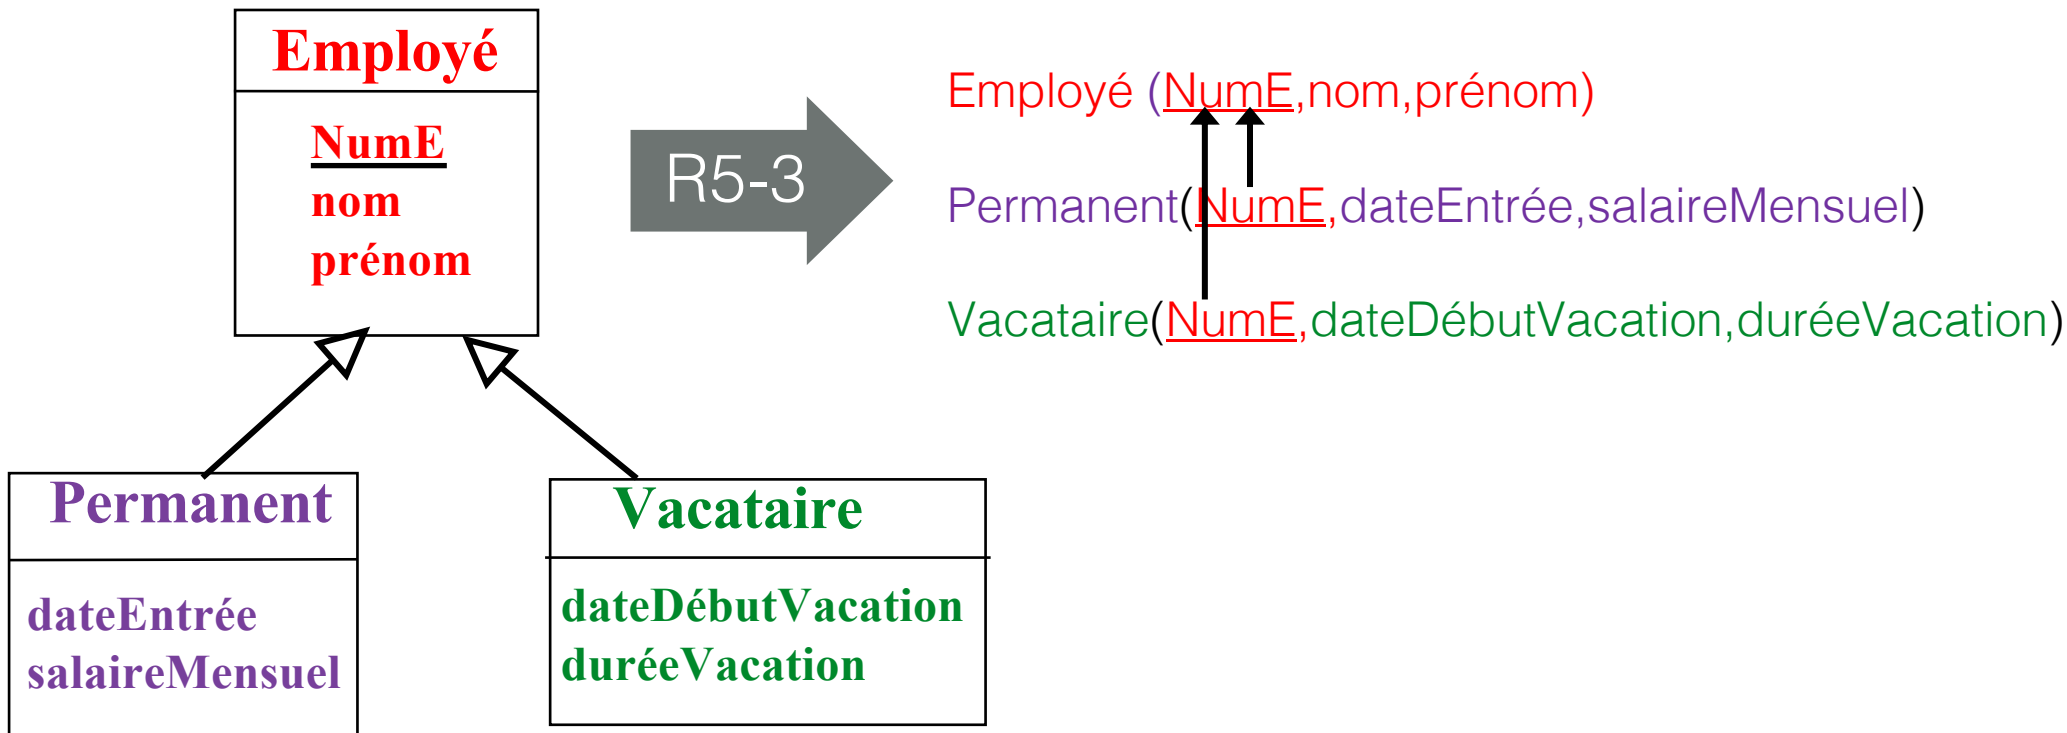 Employé
NumE
nom
prénom
Permanent
dateEntrée
salaireMensuel
Vacataire
dateDébutVacation
duréeVacation
R5-3
Employé (NumE,nom,prénom)
Permanent(NumE,dateEntrée,salaireMensuel)
Vacataire(NumE,dateDébutVacation,duréeVacation)